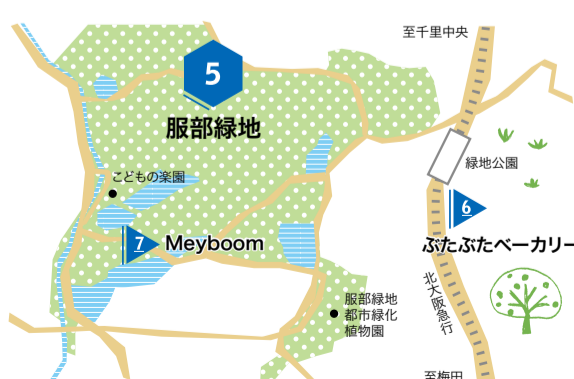 至千里中央
5
服部緑地
緑地公園
こどもの楽園
6
7
Meyboom
ぶたぶたベーカリー
北大阪急行
服部緑地
都市緑化
植物園
至梅田